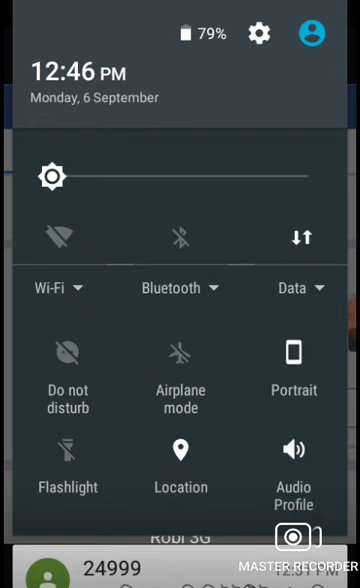 79%
12:46 PM
Monday, 6 September
Wi-Fi Bluetooth Data
Do not disturb Airplane mode Portrait
Flashlight Location Audio Profile
Robi 3G
MASTER RECORDER
24999